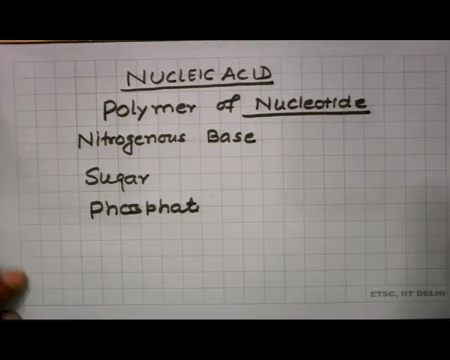 NUCLEIC ACID
Polymer of Nucleotide
Nitrogenous Base
Sugar
Phosphat
ETSC, IIT DELHI